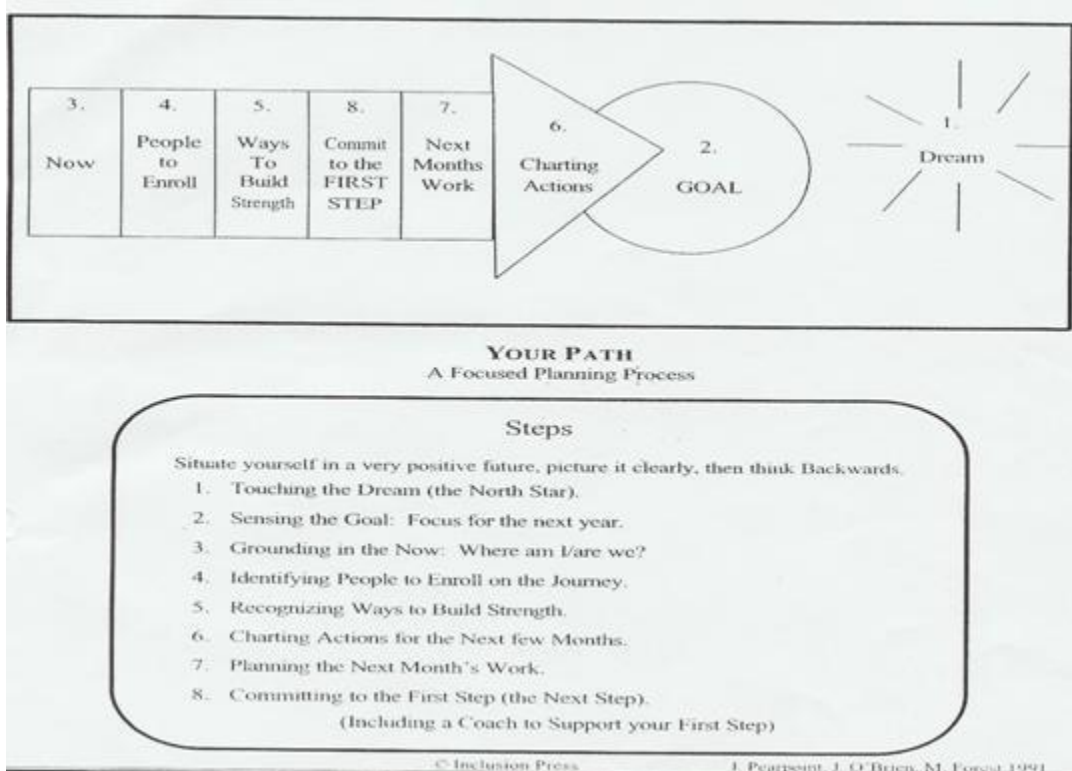 3.
Now
4.
People
to
Enroll
5.
Ways
To
Build
Strength
8.
Commit
to the
FIRST
STEP
7.
Next
Months
Work
6.
Charting
Actions
2.
GOAL
1.
Dream
YOUR PATH
A Focused Planning Process
Steps
Situate yourself in a very positive future, picture it clearly, then think Backwards.
1. Touching the Dream (the North Star).
2. Sensing the Goal: Focus for the next year.
3. Grounding in the Now: Where am I/are we?
4. Identifying People to Enroll on the Journey.
5. Recognizing Ways to Build Strength.
6. Charting Actions for the Next few Months.
7. Planning the Next Month's Work.
8. Committing to the First Step (the Next Step).
(Including a Coach to Support your First Step)
© Inclusion Press
J. Pearpoint, J. O'Brien, M. Forest 1991